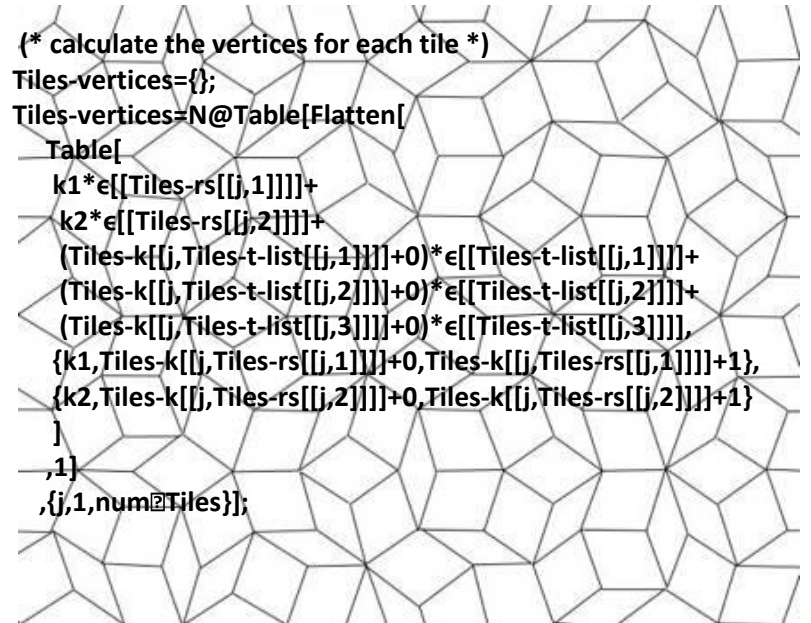 (* calculate the vertices for each tile *)
Tiles-vertices={};
Tiles-vertices=N@Table[Flatten[
Table[
k1*ϵ[[Tiles-rs[[j,1]]]]+
k2*ϵ[[Tiles-rs[[j,2]]]]+
(Tiles-k[[j,Tiles-t-list[[j,1]]]]+0)*ϵ[[Tiles-t-list[[j,1]]]]+
(Tiles-k[[j,Tiles-t-list[[j,2]]]]+0)*ϵ[[Tiles-t-list[[j,2]]]]+
(Tiles-k[[j,Tiles-t-list[[j,3]]]]+0)*ϵ[[Tiles-t-list[[j,3]]]],
{k1,Tiles-k[[j,Tiles-rs[[j,1]]]]+0,Tiles-k[[j,Tiles-rs[[j,1]]]]+1},
{k2,Tiles-k[[j,Tiles-rs[[j,2]]]]+0,Tiles-k[[j,Tiles-rs[[j,2]]]]+1}
]
,1]
,{j,1,num⍰Tiles}];